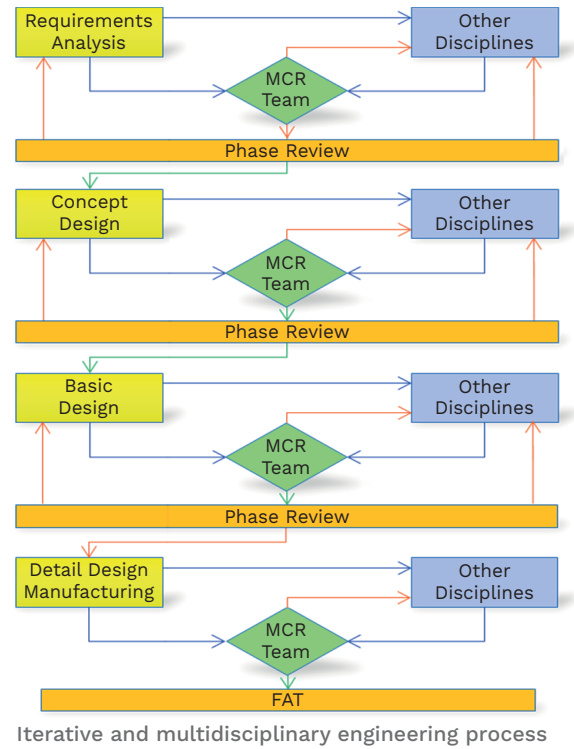 Requirements
Analysis
Other
Disciplines
MCR
Team
Phase Review
Concept
Design
Other
Disciplines
MCR
Team
Phase Review
Basic
Design
Other
Disciplines
MCR
Team
Phase Review
Detail Design
Manufacturing
Other
Disciplines
MCR
Team
FAT
Iterative and multidisciplinary engineering process